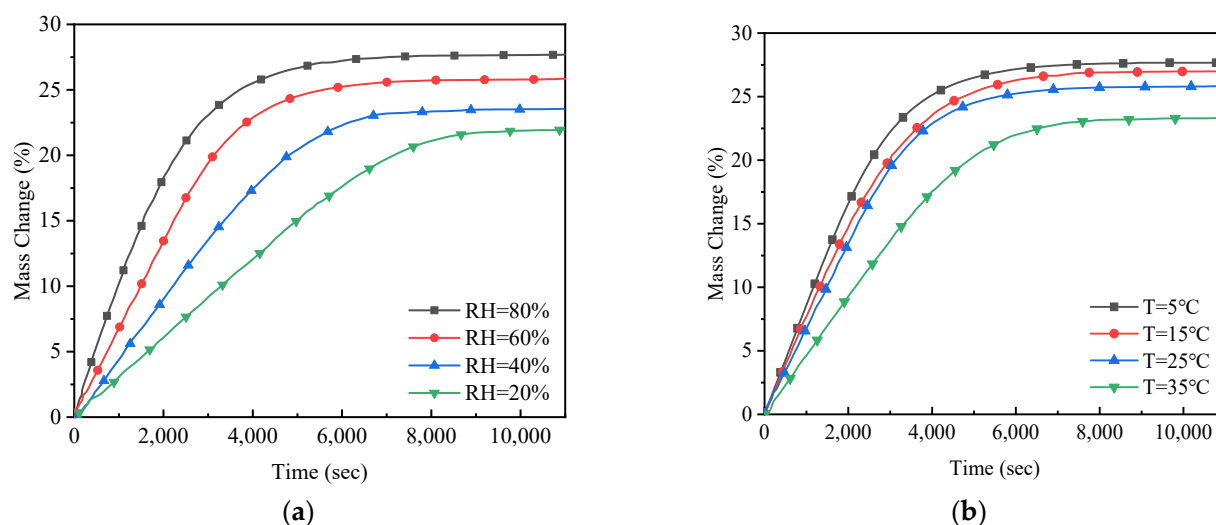 30
25
20
15
10
5
0
Mass Change (%)
RH=80%
RH=60%
RH=40%
RH=20%
0 2,000 4,000 6,000 8,000 10,000
Time (sec)
(a)
30
25
20
15
10
5
0
Mass Change (%)
T=5℃
T=15℃
T=25℃
T=35℃
0 2,000 4,000 6,000 8,000 10,000
Time (sec)
(b)